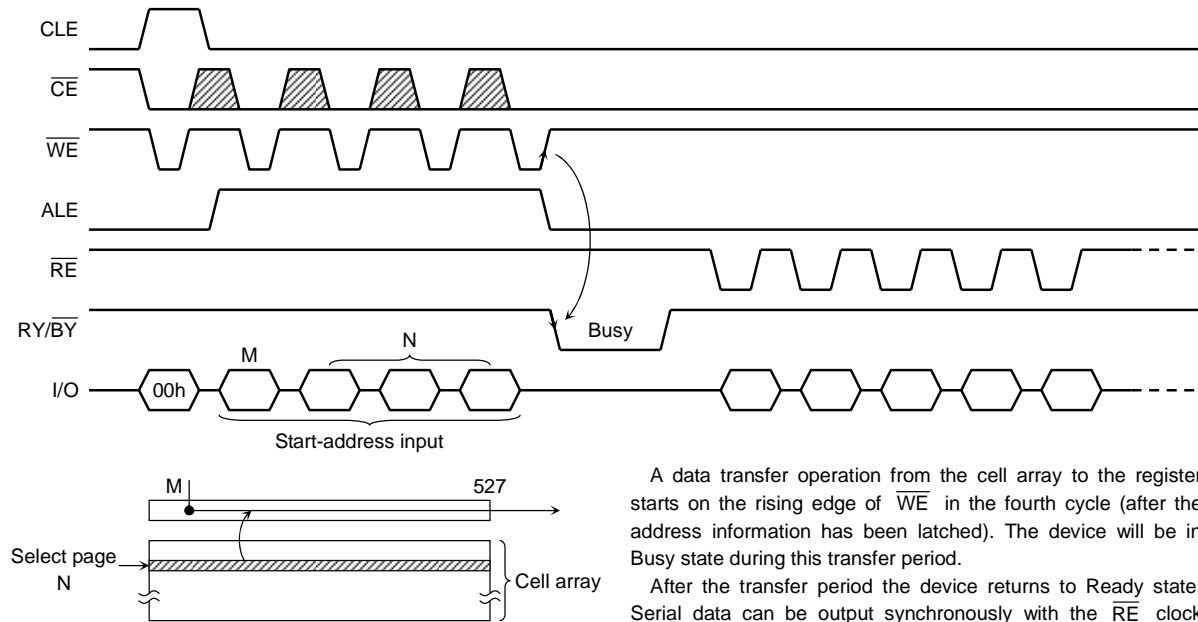 CLE
CE
WE
ALE
RE
RY/BY
Busy
M
N
I/O
00h
Start-address input
M
527
Select page
N
Cell array
A data transfer operation from the cell array to the register
starts on the rising edge of WE in the fourth cycle (after the
address information has been latched). The device will be in
Busy state during this transfer period.
After the transfer period the device returns to Ready state.
Serial data can be output synchronously with the RE clock